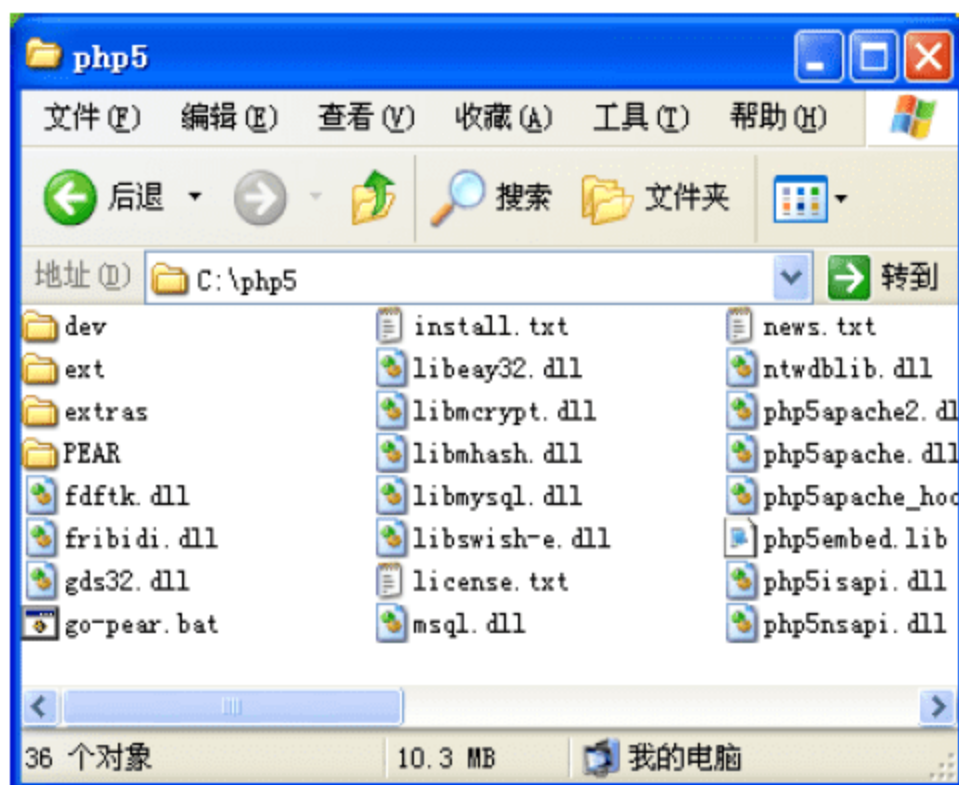 php5
文件(F) 编辑(E) 查看(V) 收藏(A) 工具(T) 帮助(H)
后退 搜索 文件夹
地址(D) C:\php5 转到
dev install.txt news.txt
ext libeay32.dll ntwdblib.dll
extras libmcrypt.dll php5apache2.dl
PEAR libmhash.dll php5apache.dll
fdftk.dll libmysql.dll php5apache_hoo
fribidi.dll libswish-e.dll php5embed.lib
gds32.dll license.txt php5isapi.dll
go-pear.bat msql.dll php5nsapi.dll
36 个对象 10.3 MB 我的电脑